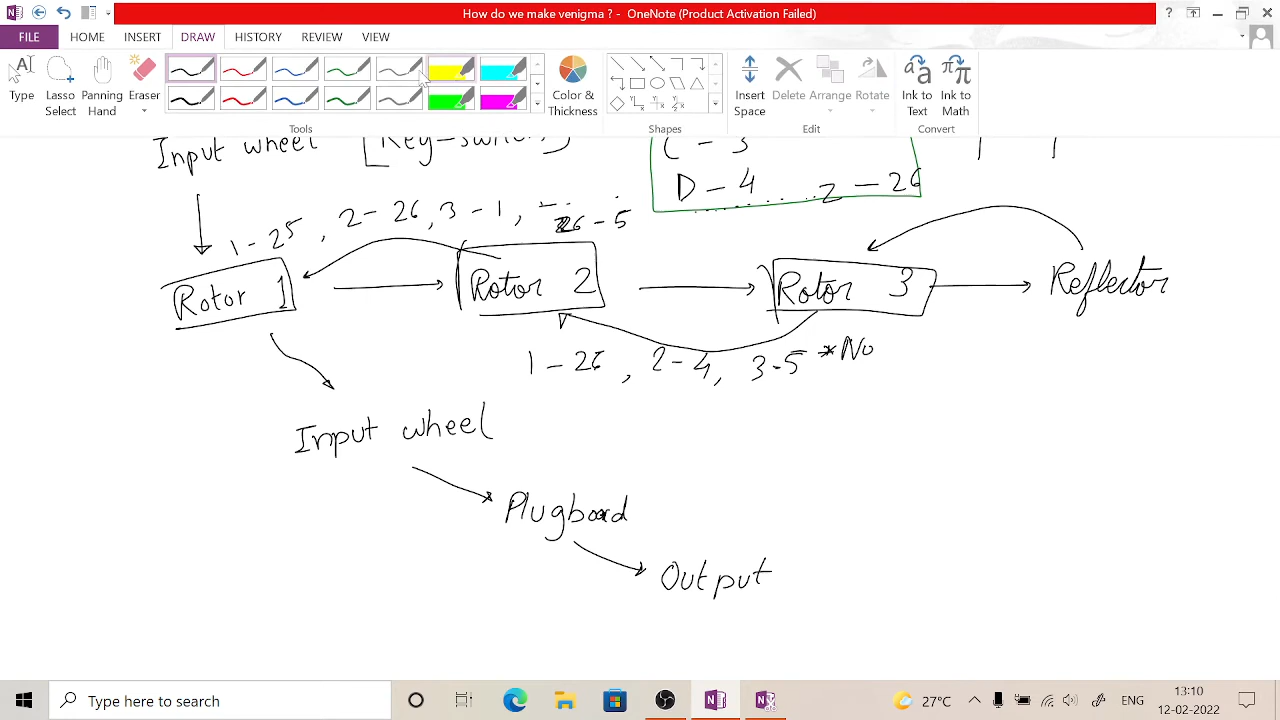 How do we make venigma ? - OneNote (Product Activation Failed)
FILE HOME INSERT DRAW HISTORY REVIEW VIEW
Type
Lasso Select
Panning Hand
Eraser
Color & Thickness
Insert Space
Delete Arrange Rotate
Ink to Text
Ink to Math
Tools Shapes Edit Convert
Input wheel
C - 3
D - 4 ..... Z - 26
1 - 25 , 2 - 26 , 3 - 1 , 26 - 5
Rotor 1 Rotor 2 Rotor 3 Reflector
1 - 26 , 2 - 4 , 3 - 5 *No
Input wheel
Plugboard
Output
Type here to search
27°C ENG 13:10
12-02-2022